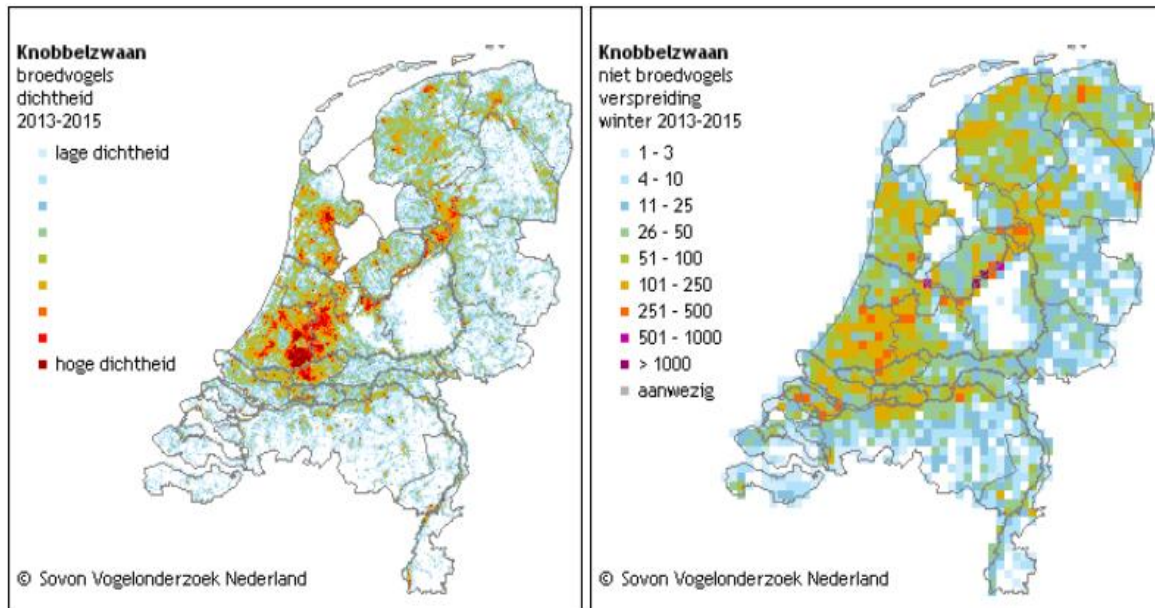 Knobbelzwaan
broedvogels
dichtheid
2013-2015
lage dichtheid
hoge dichtheid
© Sovon Vogelonderzoek Nederland
Knobbelzwaan
niet broedvogels
verspreiding
winter 2013-2015
1 - 3
4 - 10
11 - 25
26 - 50
51 - 100
101 - 250
251 - 500
501 - 1000
> 1000
aanwezig
© Sovon Vogelonderzoek Nederland